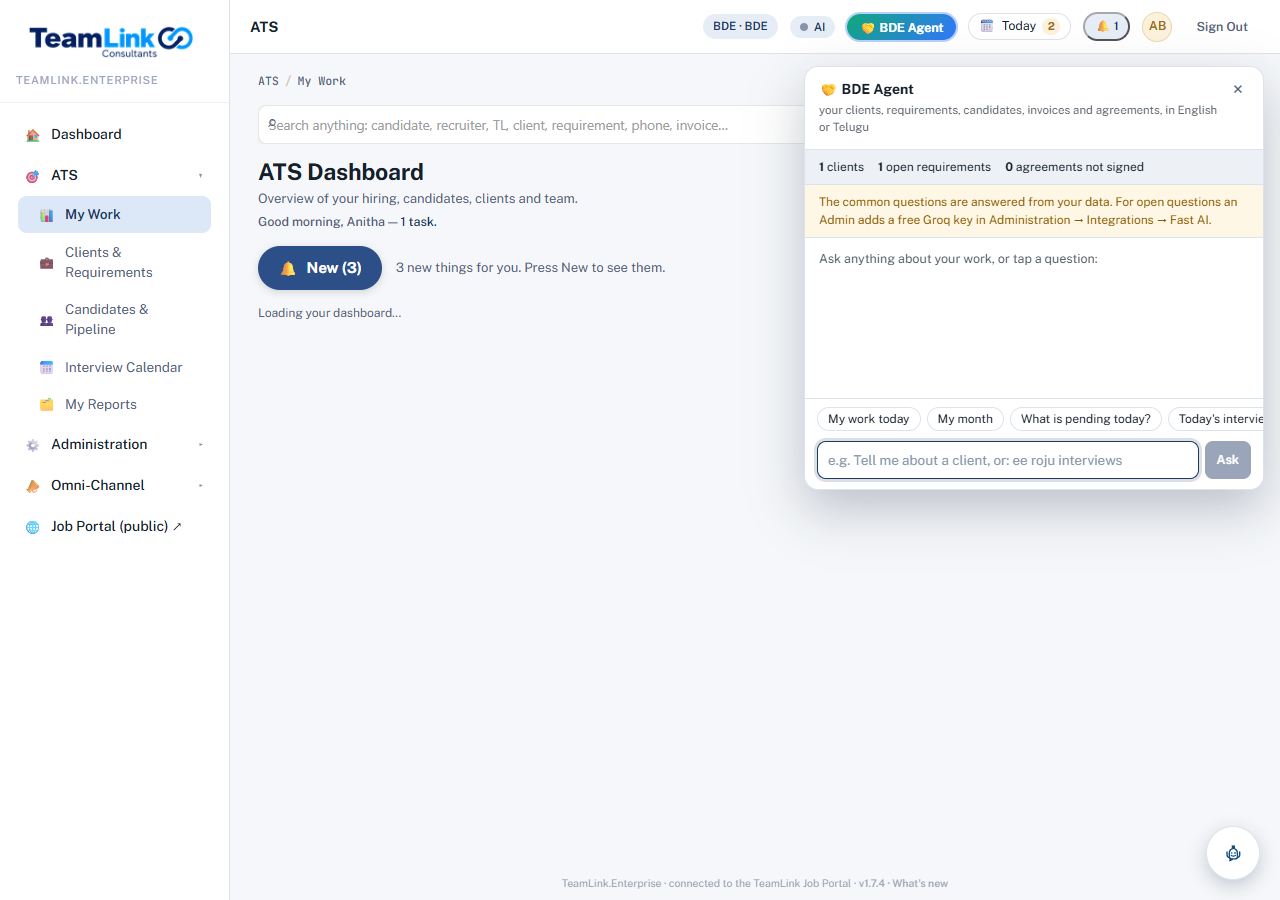 TeamLink
Consultants
TEAMLINK.ENTERPRISE
Dashboard
ATS
My Work
Clients &
Requirements
Candidates &
Pipeline
Interview Calendar
My Reports
Administration
Omni-Channel
Job Portal (public) ↗
ATS
BDE · BDE
AI
BDE Agent
Today 2
1
AB
Sign Out
ATS / My Work
Search anything: candidate, recruiter, TL, client, requirement, phone, invoice...
ATS Dashboard
Overview of your hiring, candidates, clients and team.
Good morning, Anitha — 1 task.
New (3)
3 new things for you. Press New to see them.
Loading your dashboard...
BDE Agent
×
your clients, requirements, candidates, invoices and agreements, in English
or Telugu
1 clients 1 open requirements 0 agreements not signed
The common questions are answered from your data. For open questions an
Admin adds a free Groq key in Administration → Integrations → Fast AI.
Ask anything about your work, or tap a question:
My work today
My month
What is pending today?
Today's intervie
e.g. Tell me about a client, or: ee roju interviews
Ask
TeamLink.Enterprise · connected to the TeamLink Job Portal · v1.7.4 · What's new